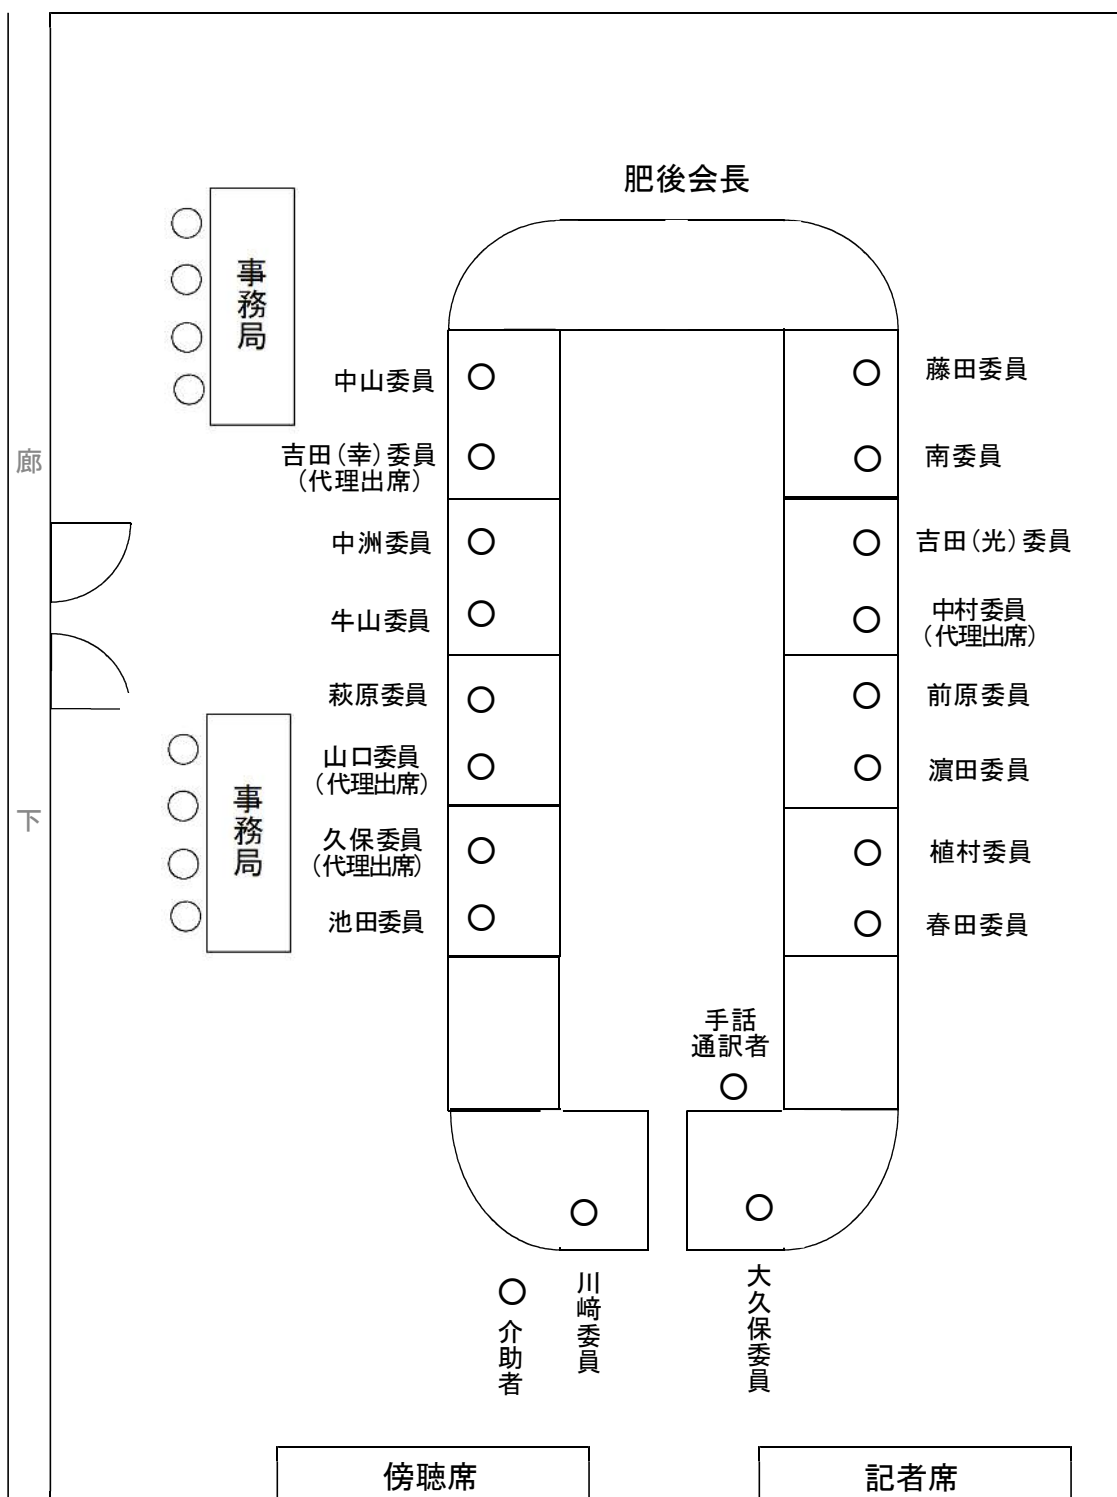 肥後会長
事務局
中山委員
藤田委員
吉田（幸）委員
（代理出席）
南委員
中洲委員
吉田（光）委員
牛山委員
中村委員
（代理出席）
萩原委員
前原委員
山口委員
（代理出席）
濵田委員
事務局
久保委員
（代理出席）
植村委員
池田委員
春田委員
廊下
手話
通訳者
介助者
川﨑委員
大久保委員
傍聴席
記者席